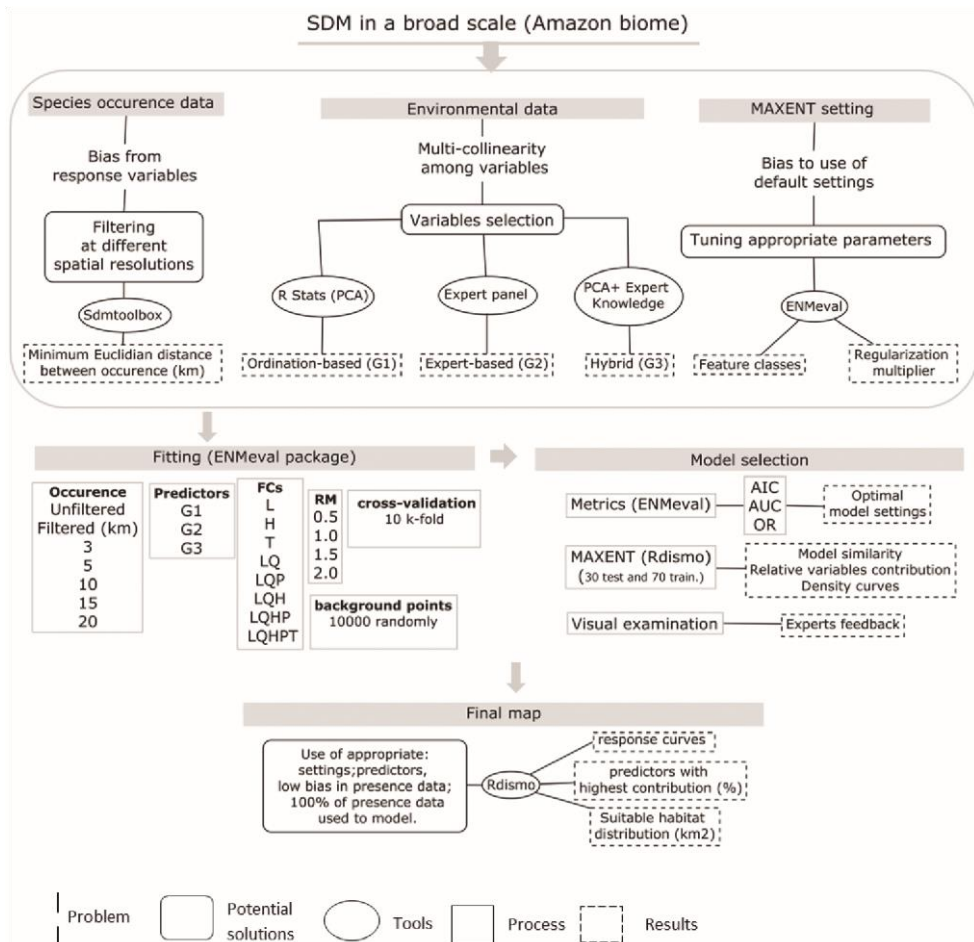 SDM in a broad scale (Amazon biome)
Species occurence data
Bias from
response variables
Filtering
at different
spatial resolutions
Sdmtoolbox
Minimum Euclidian distance
between occurence (km)
Environmental data
Multi-collinearity
among variables
Variables selection
R Stats (PCA)
Expert panel
PCA+ Expert
Knowledge
Ordination-based (G1)
Expert-based (G2)
Hybrid (G3)
MAXENT setting
Bias to use of
default settings
Tuning appropriate parameters
ENMeval
Feature classes
Regularization
multiplier
Fitting (ENMeval package)
Occurence
Unfiltered
Filtered (km)
3
5
10
15
20
Predictors
G1
G2
G3
FCs
L
H
T
LQ
LQP
LQH
LQHP
LQHPT
RM
0.5
1.0
1.5
2.0
cross-validation
10 k-fold
background points
10000 randomly
Model selection
Metrics (ENMeval)
AIC
AUC
OR
Optimal
model settings
MAXENT (Rdismo)
(30 test and 70 train.)
Model similarity
Relative variables contribution
Density curves
Visual examination
Experts feedback
Final map
Use of appropriate:
settings;predictors,
low bias in presence data;
100% of presence data
used to model.
Rdismo
response curves
predictors with
highest contribution (%)
Suitable habitat
distribution (km2)
Problem
Potential
solutions
Tools
Process
Results